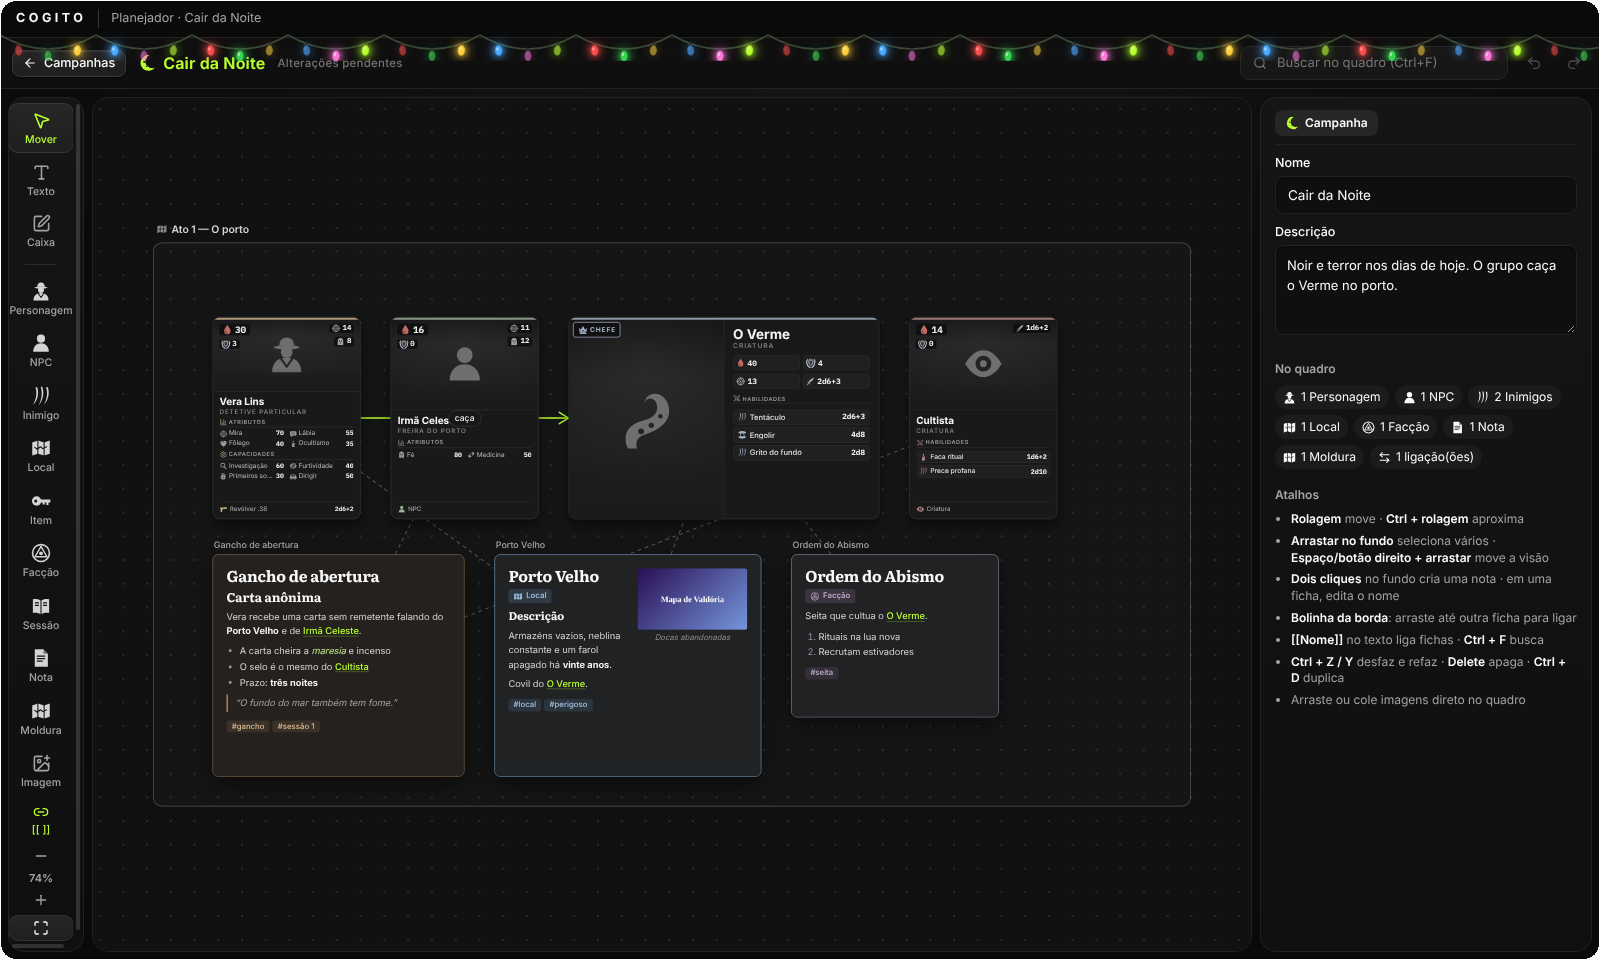 COGITO
Planejador · Cair da Noite
Campanhas
Cair da Noite
Alterações pendentes
Buscar no quadro (Ctrl+F)
Mover
Texto
Caixa
Personagem
NPC
Inimigo
Local
Item
Facção
Sessão
Nota
Moldura
Imagem
[[ ]]
74%
Ato 1 — O porto
30
14
3
8
Vera Lins
DETETIVE PARTICULAR
ATRIBUTOS
Mira 70 Lábia 55
Fôlego 40 Ocultismo 35
CAPACIDADES
Investigação 60 Furtividade 40
Primeiros so... 30 Dirigir 50
Revólver .38 2d6+2
16
11
0
12
Irmã Celes
caça
FREIRA DO PORTO
ATRIBUTOS
Fé 80 Medicina 50
NPC
CHEFE
O Verme
CRIATURA
40
4
13
2d6+3
HABILIDADES
Tentáculo 2d6+3
Engolir 4d8
Grito do fundo 2d8
14
1d6+2
0
Cultista
CRIATURA
HABILIDADES
Faca ritual 1d6+2
Prece profana 2d10
Criatura
Gancho de abertura
Gancho de abertura
Carta anônima
Vera recebe uma carta sem remetente falando do
Porto Velho e de Irmã Celeste.
• A carta cheira a maresia e incenso
• O selo é o mesmo do Cultista
• Prazo: três noites
"O fundo do mar também tem fome."
#gancho #sessão 1
Porto Velho
Porto Velho
Local
Descrição
Armazéns vazios, neblina
constante e um farol
apagado há vinte anos.
Covil do O Verme.
#local #perigoso
Mapa de Valdória
Docas abandonadas
Ordem do Abismo
Ordem do Abismo
Facção
Seita que cultua o O Verme.
1. Rituais na lua nova
2. Recrutam estivadores
#seita
Campanha
Nome
Cair da Noite
Descrição
Noir e terror nos dias de hoje. O grupo caça
o Verme no porto.
No quadro
1 Personagem
1 NPC
2 Inimigos
1 Local
1 Facção
1 Nota
1 Moldura
1 ligação(ões)
Atalhos
• Rolagem move · Ctrl + rolagem aproxima
• Arrastar no fundo seleciona vários ·
Espaço/botão direito + arrastar move a visão
• Dois cliques no fundo cria uma nota · em uma
ficha, edita o nome
• Bolinha da borda: arraste até outra ficha para ligar
• [[Nome]] no texto liga fichas · Ctrl + F busca
• Ctrl + Z / Y desfaz e refaz · Delete apaga · Ctrl +
D duplica
• Arraste ou cole imagens direto no quadro